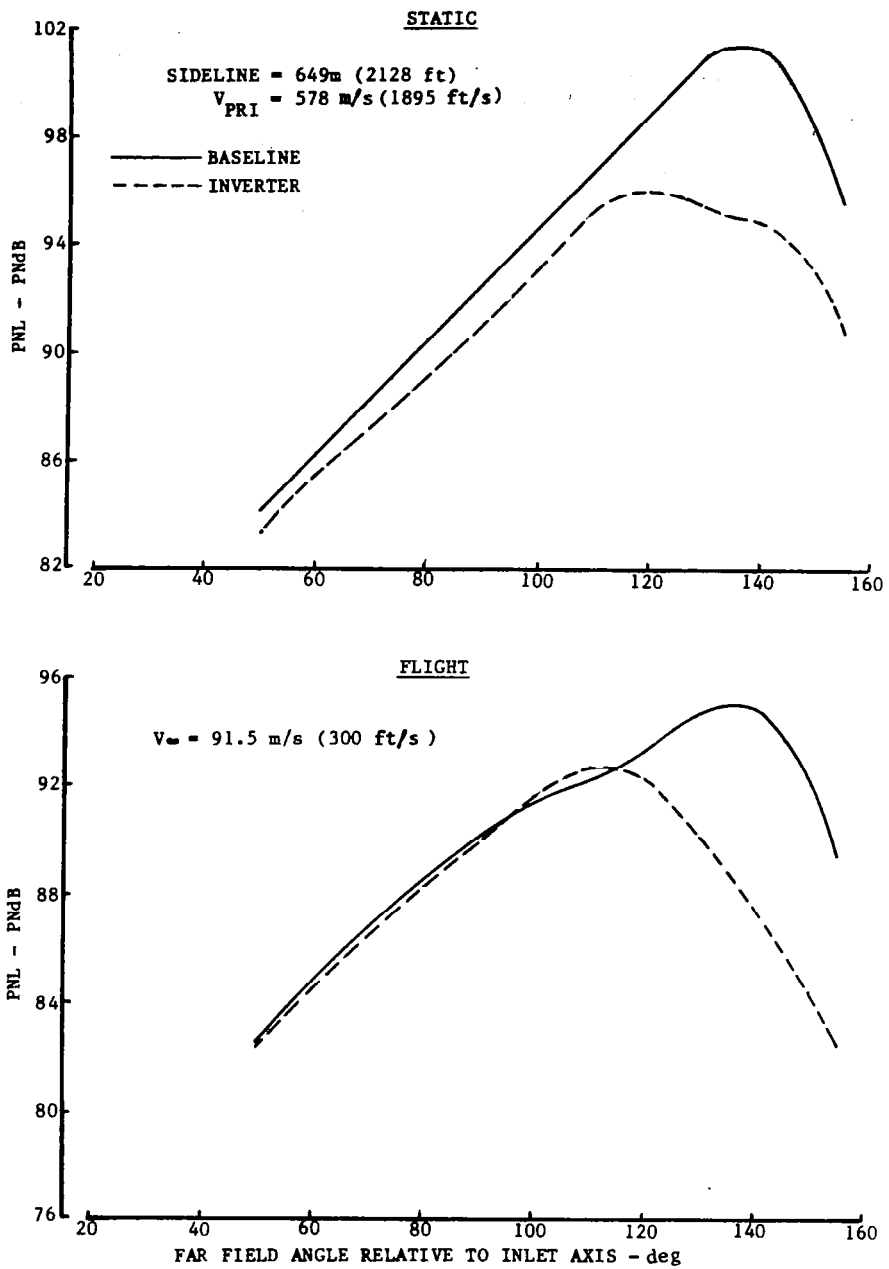 STATIC
SIDELINE = 649m (2128 ft)
VPRI = 578 m/s (1895 ft/s)
BASELINE
INVERTER
PNL - PNdB
102
98
94
90
86
82
20 40 60 80 100 120 140 160
FLIGHT
V∞ = 91.5 m/s (300 ft/s)
PNL - PNdB
96
92
88
84
80
76
20 40 60 80 100 120 140 160
FAR FIELD ANGLE RELATIVE TO INLET AXIS - deg